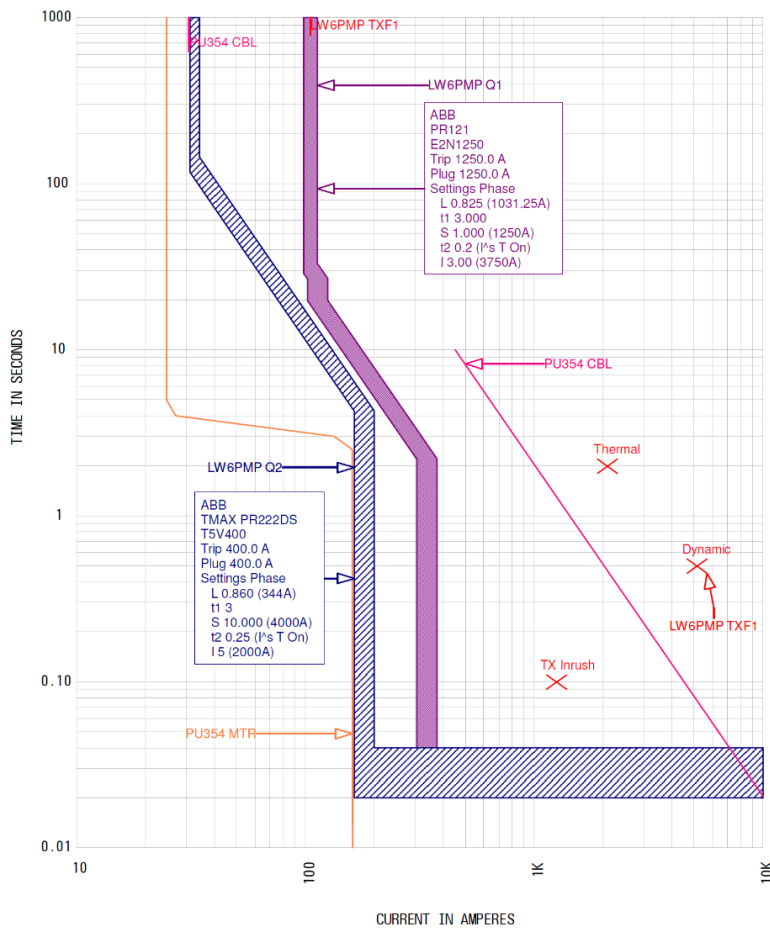 1000
PU354 CBL
LW6PMP TXF1
LW6PMP Q1
ABB
PR121
E2N1250
Trip 1250.0 A
Plug 1250.0 A
Settings Phase
L 0.825 (1031.25A)
t1 3.000
S 1.000 (1250A)
t2 0.2 (I^s T On)
I 3.00 (3750A)
100
TIME IN SECONDS
10
PU354 CBL
Thermal
LW6PMP Q2
ABB
TMAX PR222DS
T5V400
Trip 400.0 A
Plug 400.0 A
Settings Phase
L 0.860 (344A)
t1 3
S 10.000 (4000A)
t2 0.25 (I^s T On)
I 5 (2000A)
1
Dynamic
LW6PMP TXF1
0.10
TX Inrush
PU354 MTR
0.01
10
100
1K
10K
CURRENT IN AMPERES